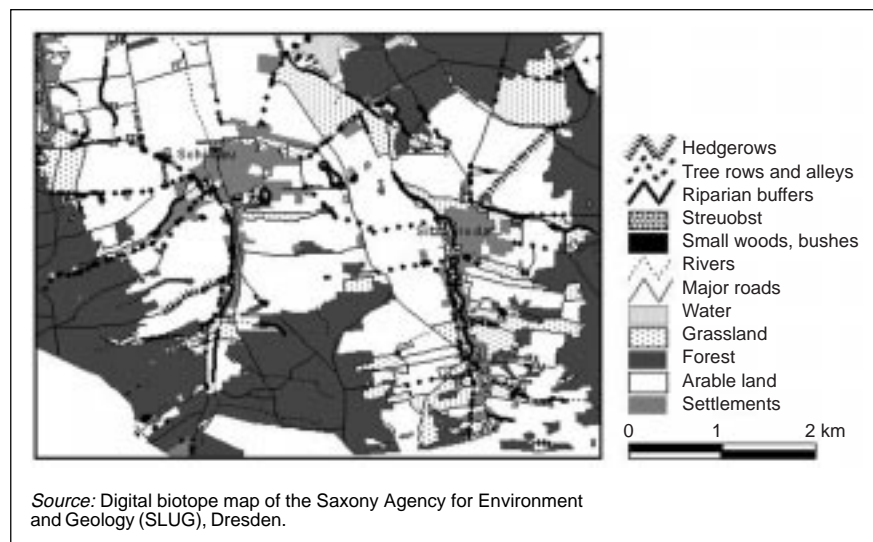 Hedgerows
Tree rows and alleys
Riparian buffers
Streuobst
Small woods, bushes
Rivers
Major roads
Water
Grassland
Forest
Arable land
Settlements
0 1 2 km
Source: Digital biotope map of the Saxony Agency for Environment
and Geology (SLUG), Dresden.